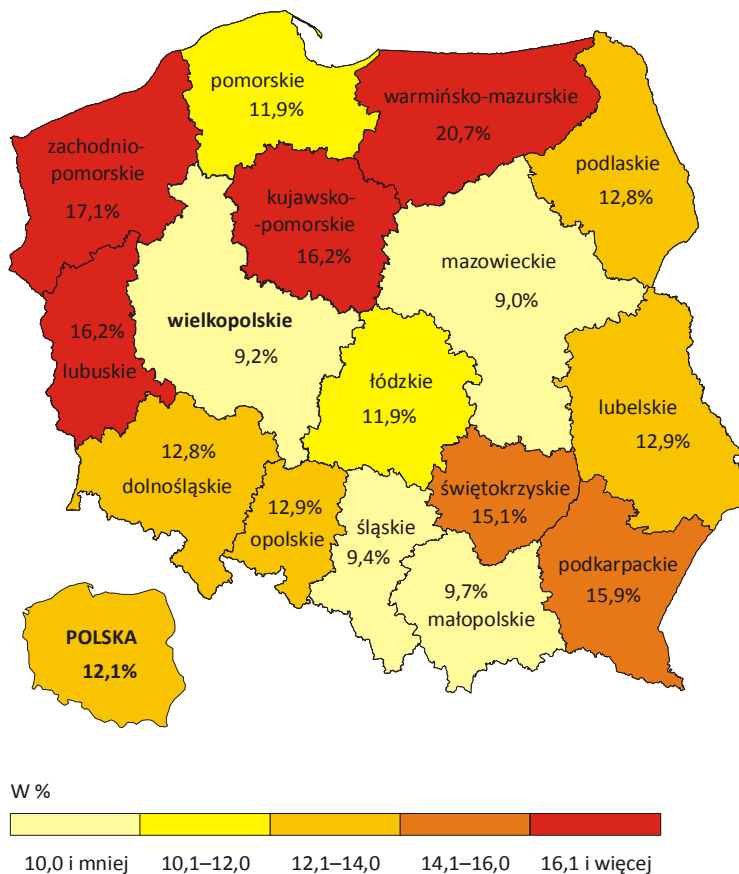 pomorskie
11,9%
warmińsko-mazurskie
20,7%
zachodnio-
pomorskie
17,1%
podlaskie
12,8%
kujawsko-
-pomorskie
16,2%
mazowieckie
9,0%
wielkopolskie
9,2%
16,2%
lubuskie
łódzkie
11,9%
lubelskie
12,9%
12,8%
dolnośląskie
12,9%
opolskie
śląskie
9,4%
świętokrzyskie
15,1%
podkarpackie
15,9%
9,7%
małopolskie
POLSKA
12,1%
W %
10,0 i mniej
10,1–12,0
12,1–14,0
14,1–16,0
16,1 i więcej